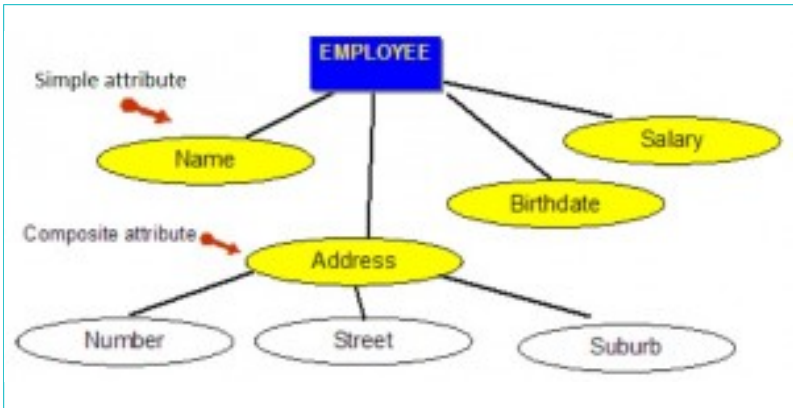 EMPLOYEE
Simple attribute
Name
Salary
Birthdate
Composite attribute
Address
Number
Street
Suburb